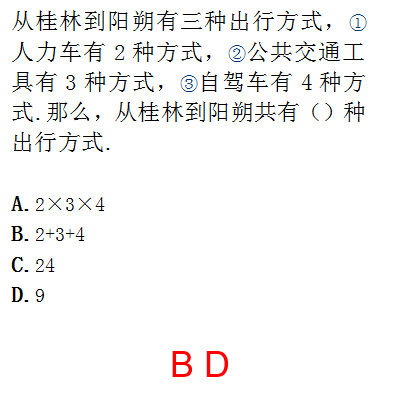 从桂林到阳朔有三种出行方式，①
人力车有 2 种方式，②公共交通工
具有 3 种方式，③自驾车有 4 种方
式.那么，从桂林到阳朔共有（）种
出行方式.
A. 2×3×4
B. 2+3+4
C. 24
D. 9
B D